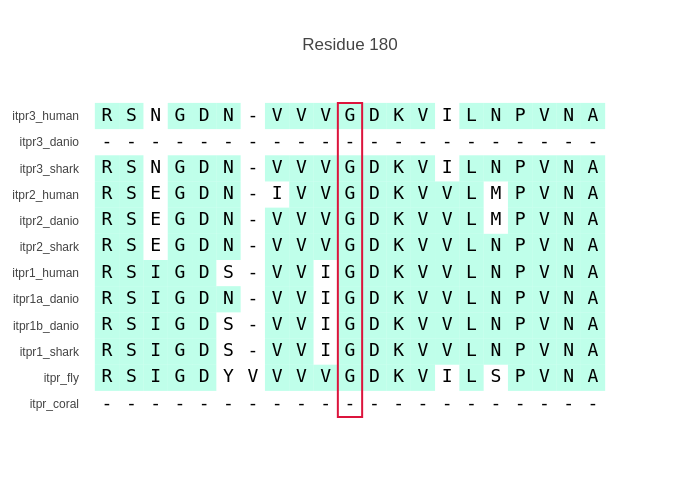 Residue 180
itpr3_human R S N G D N - V V V G D K V I L N P V N A
itpr3_danio - - - - - - - - - - - - - - - - - - - - -
itpr3_shark R S N G D N - V V V G D K V I L N P V N A
itpr2_human R S E G D N - I V V G D K V V L M P V N A
itpr2_danio R S E G D N - V V V G D K V V L M P V N A
itpr2_shark R S E G D N - V V V G D K V V L N P V N A
itpr1_human R S I G D S - V V I G D K V V L N P V N A
itpr1a_danio R S I G D N - V V I G D K V V L N P V N A
itpr1b_danio R S I G D S - V V I G D K V V L N P V N A
itpr1_shark R S I G D S - V V I G D K V V L N P V N A
itpr_fly R S I G D Y V V V V G D K V I L S P V N A
itpr_coral - - - - - - - - - - - - - - - - - - - - -